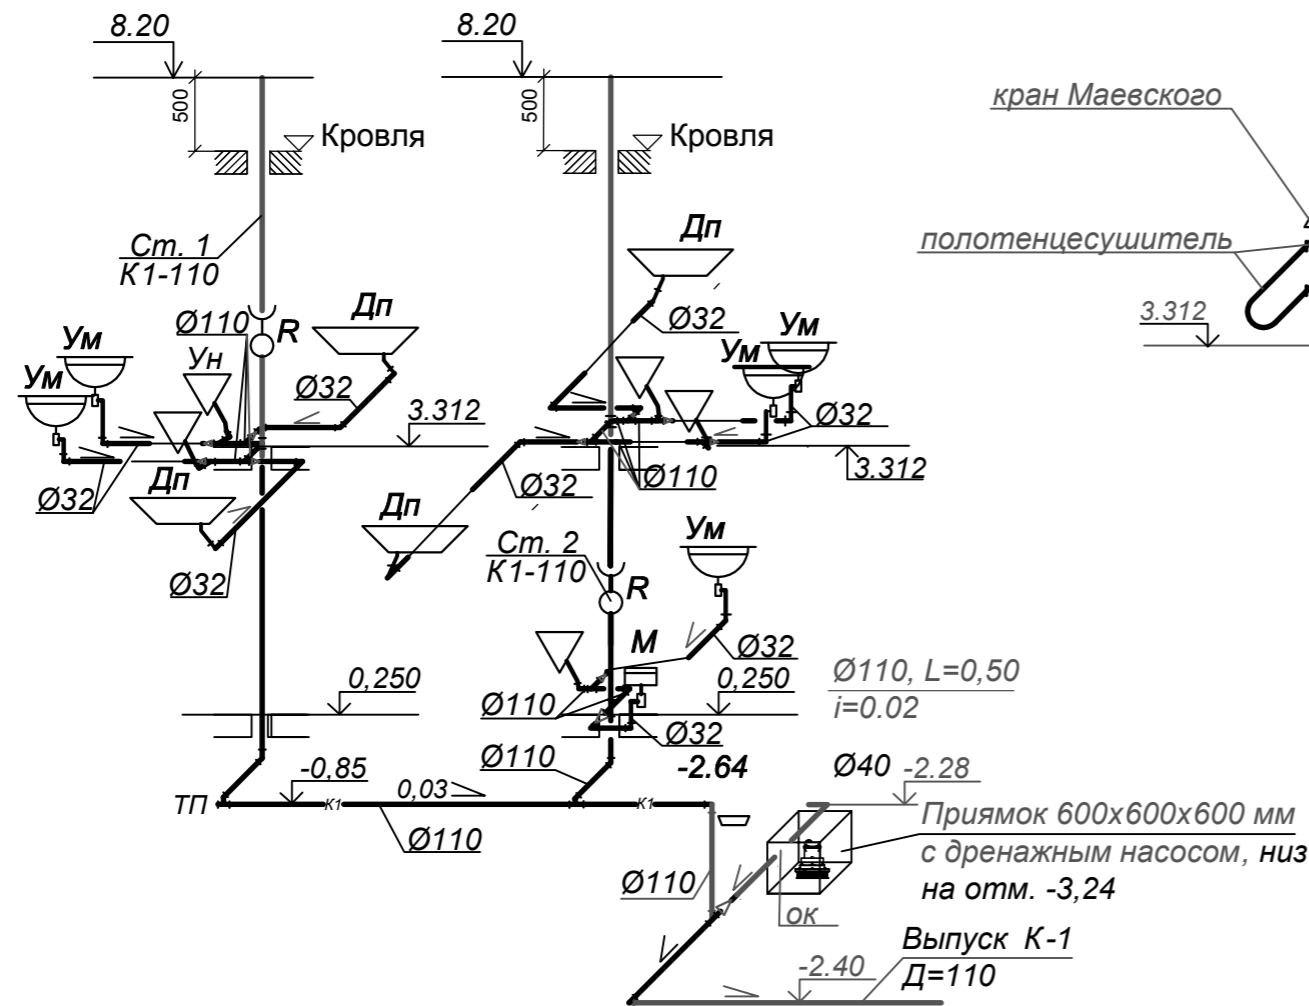 8.20
8.20
500
500
кран Маевского
Кровля
Кровля
Ст. 1
К1-110
Дп
полотенцесушитель
3.312
Ø110
R
Дп
Ø32
Ум
Ум
Ум
Ум
Ун
Ø32
Ø32
3.312
3.312
Ø32
Дп
Ø32
Ø110
Дп
Ст. 2
К1-110
Ум
Ø32
R
М
Ø32
0,250
Ø110
0,250
Ø110, L=0,50
i=0.02
Ø32
Ø110
-2.64
-0,85
0,03
Ø40
-2.28
ТП
К1
К1
Приямок 600х600х600 мм
Ø110
с дренажным насосом, низ
Ø110
на отм. -3,24
ок
Выпуск К-1
-2.40
Д=110